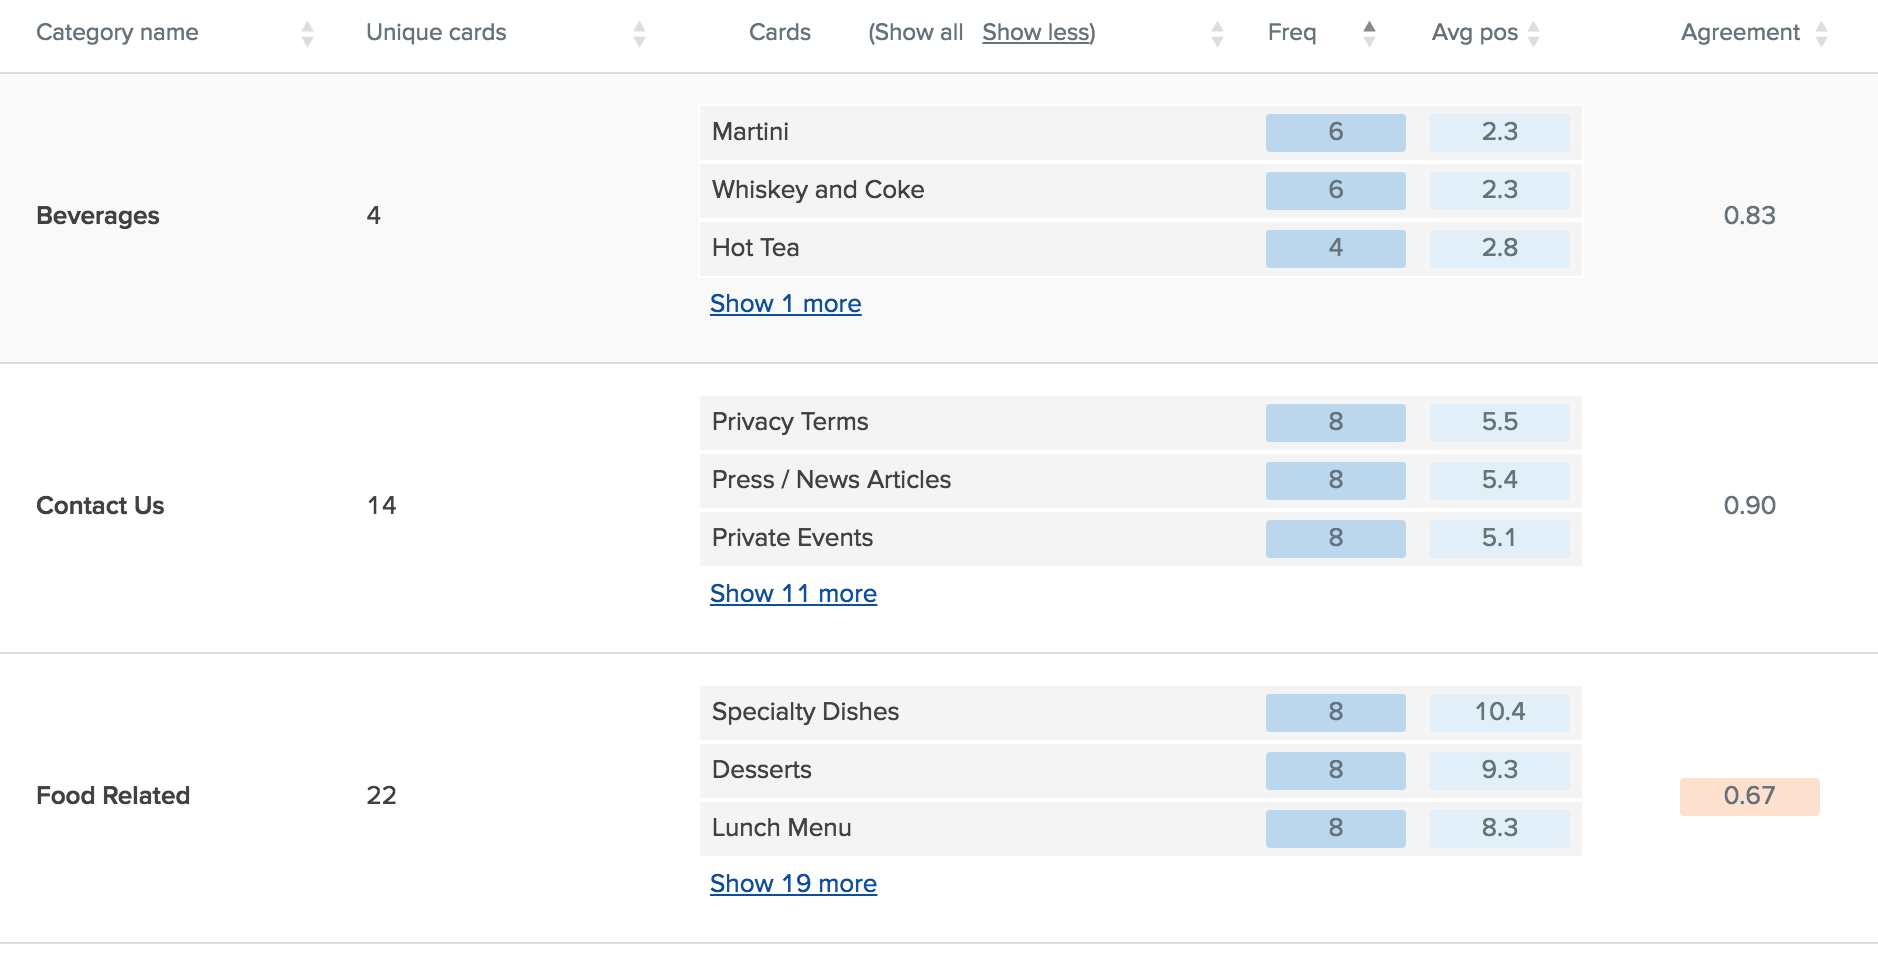 Category name Unique cards Cards (Show all Show less) Freq Avg pos Agreement
Martini 6 2.3
Whiskey and Coke 6 2.3
Beverages 4 0.83
Hot Tea 4 2.8
Show 1 more
Privacy Terms 8 5.5
Press / News Articles 8 5.4
Contact Us 14 0.90
Private Events 8 5.1
Show 11 more
Specialty Dishes 8 10.4
Desserts 8 9.3
Food Related 22 0.67
Lunch Menu 8 8.3
Show 19 more